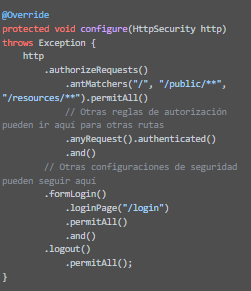 @Override
protected void configure(HttpSecurity http)
throws Exception {
http
.authorizeRequests()
.antMatchers("/", "/public/**",
"/resources/**").permitAll()
// Otras reglas de autorización
pueden ir aquí para otras rutas
.anyRequest().authenticated()
.and()
// Otras configuraciones de seguridad
pueden seguir aquí
.formLogin()
.loginPage("/login")
.permitAll()
.and()
.logout()
.permitAll();
}